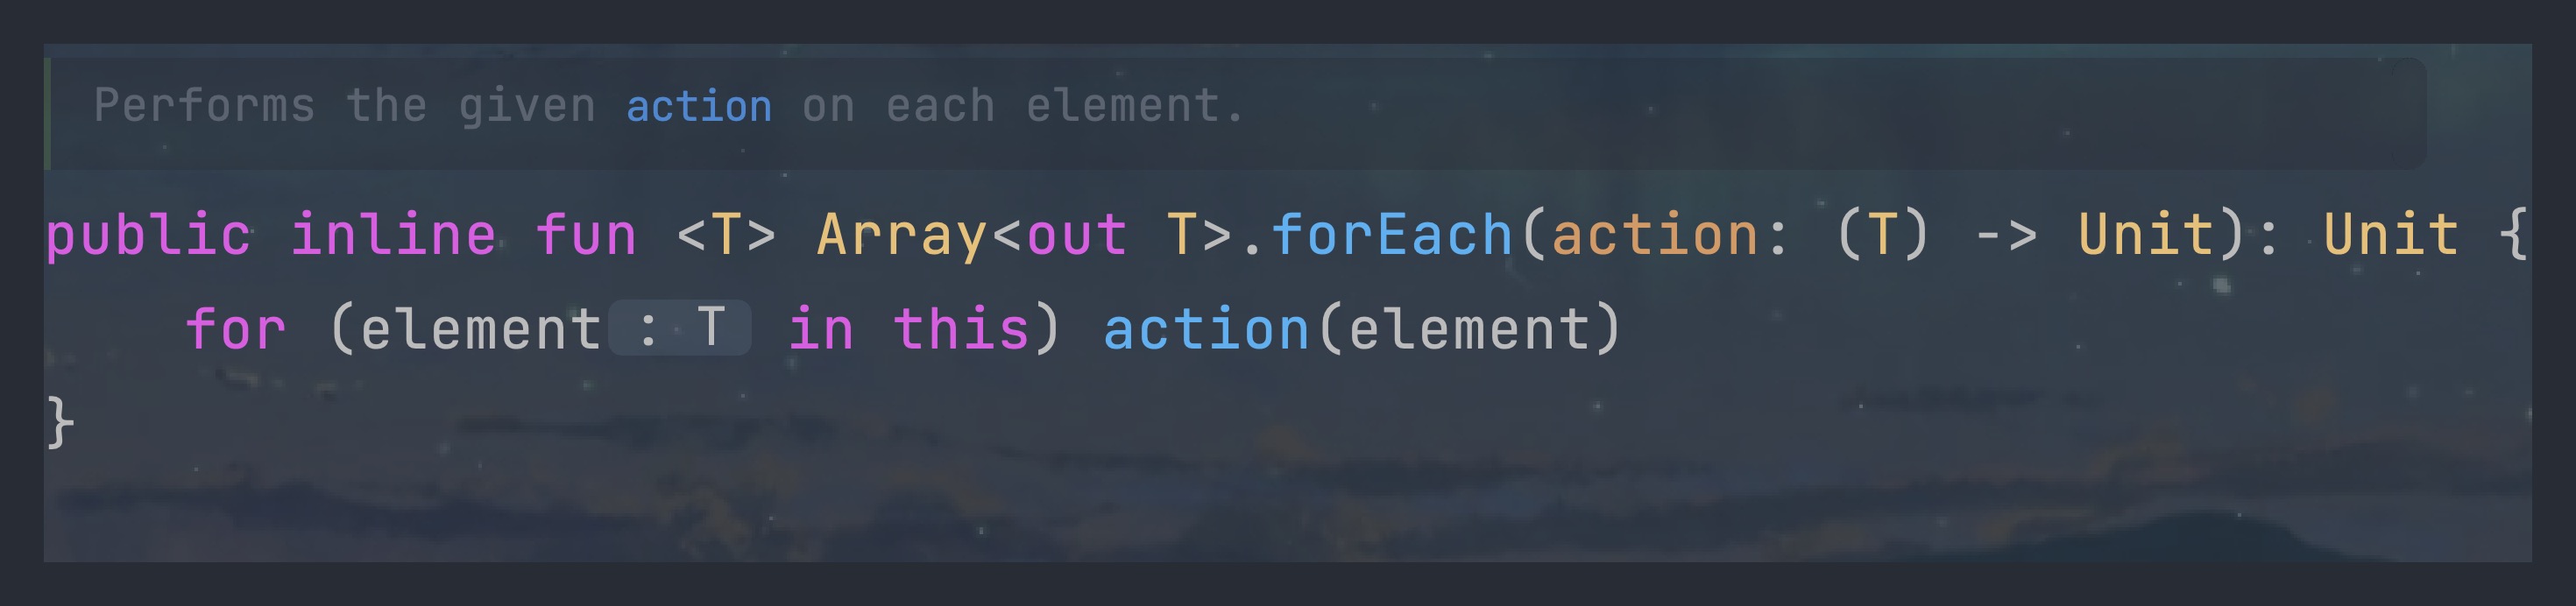 Performs the given action on each element.
public inline fun <T> Array<out T>.forEach(action: (T) -> Unit): Unit {
    for (element : T in this) action(element)
}